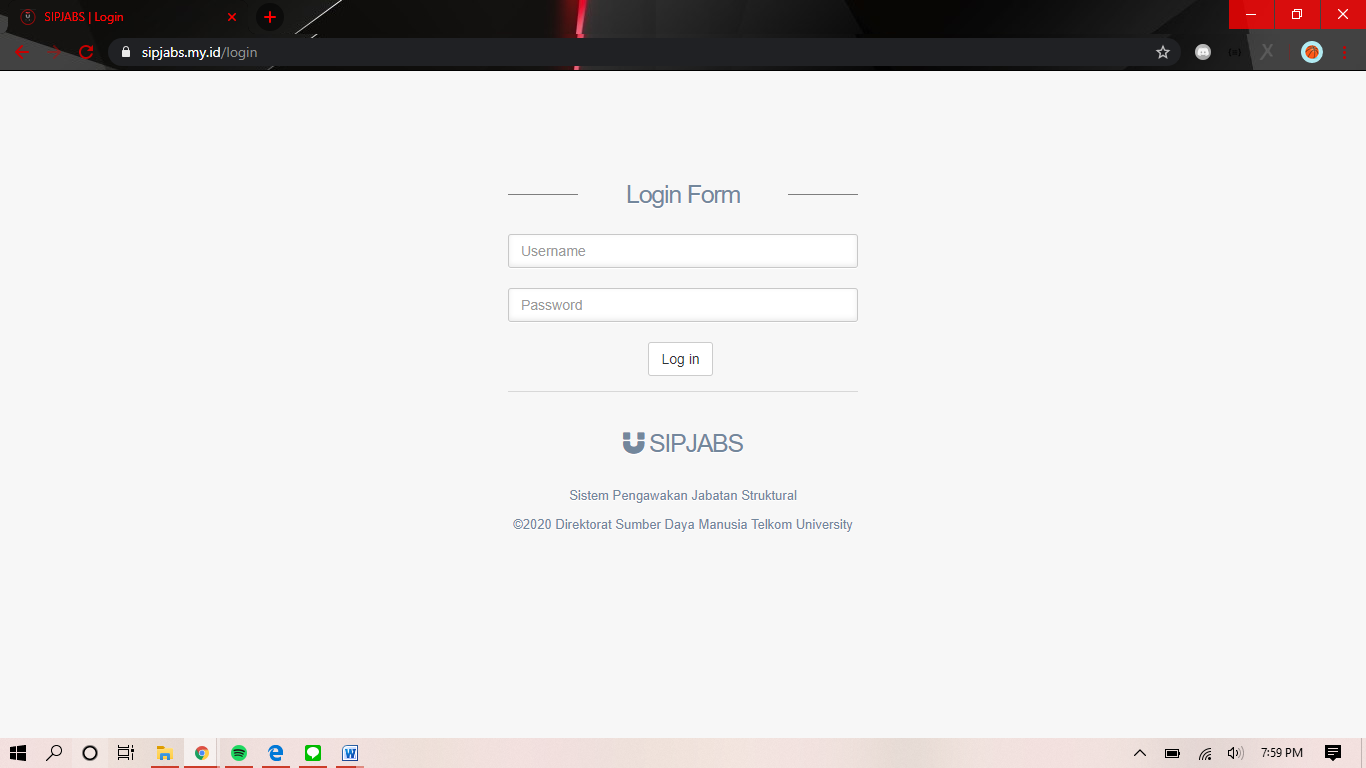 SIPJABS | Login
sipjabs.my.id/login
Login Form
Username
Password
Log in
SIPJABS
Sistem Pengawakan Jabatan Struktural
©2020 Direktorat Sumber Daya Manusia Telkom University
7:59 PM